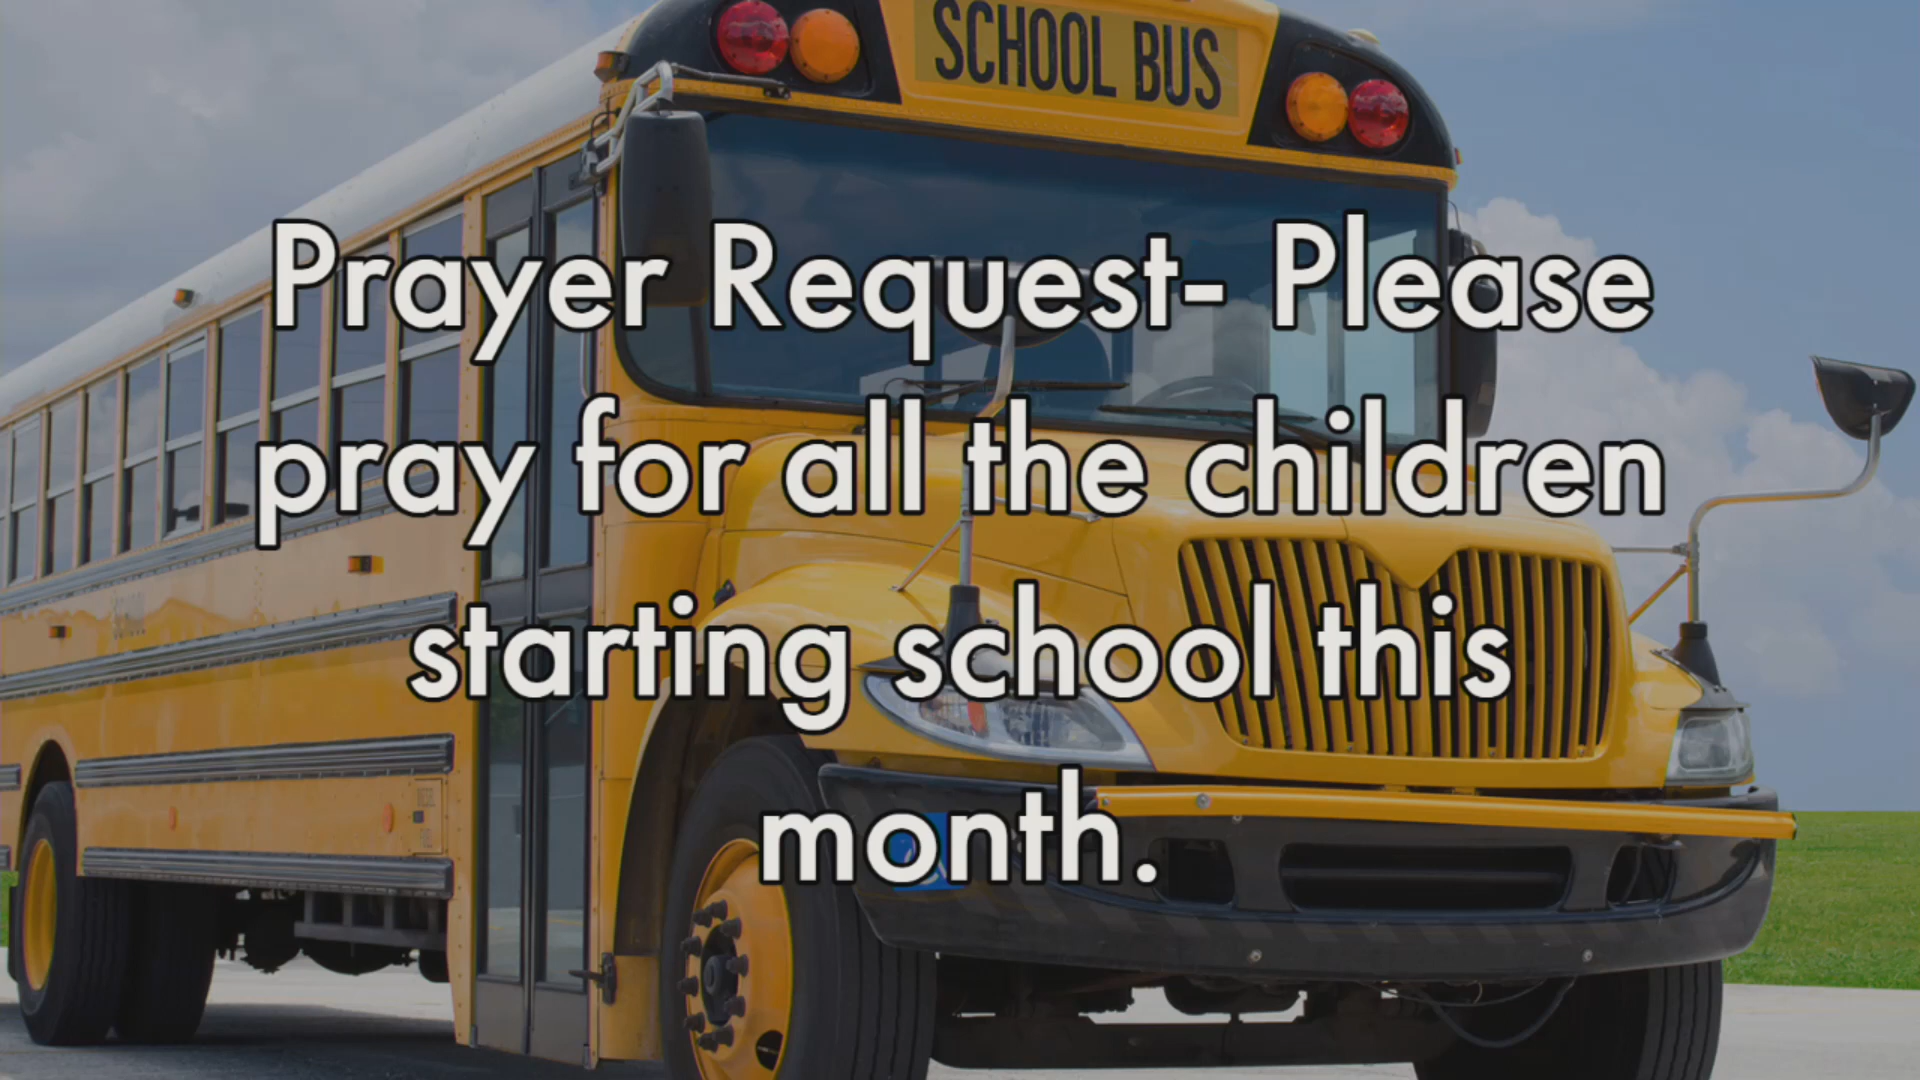 SCHOOL BUS
Prayer Request- Please
pray for all the children
starting school this
month.